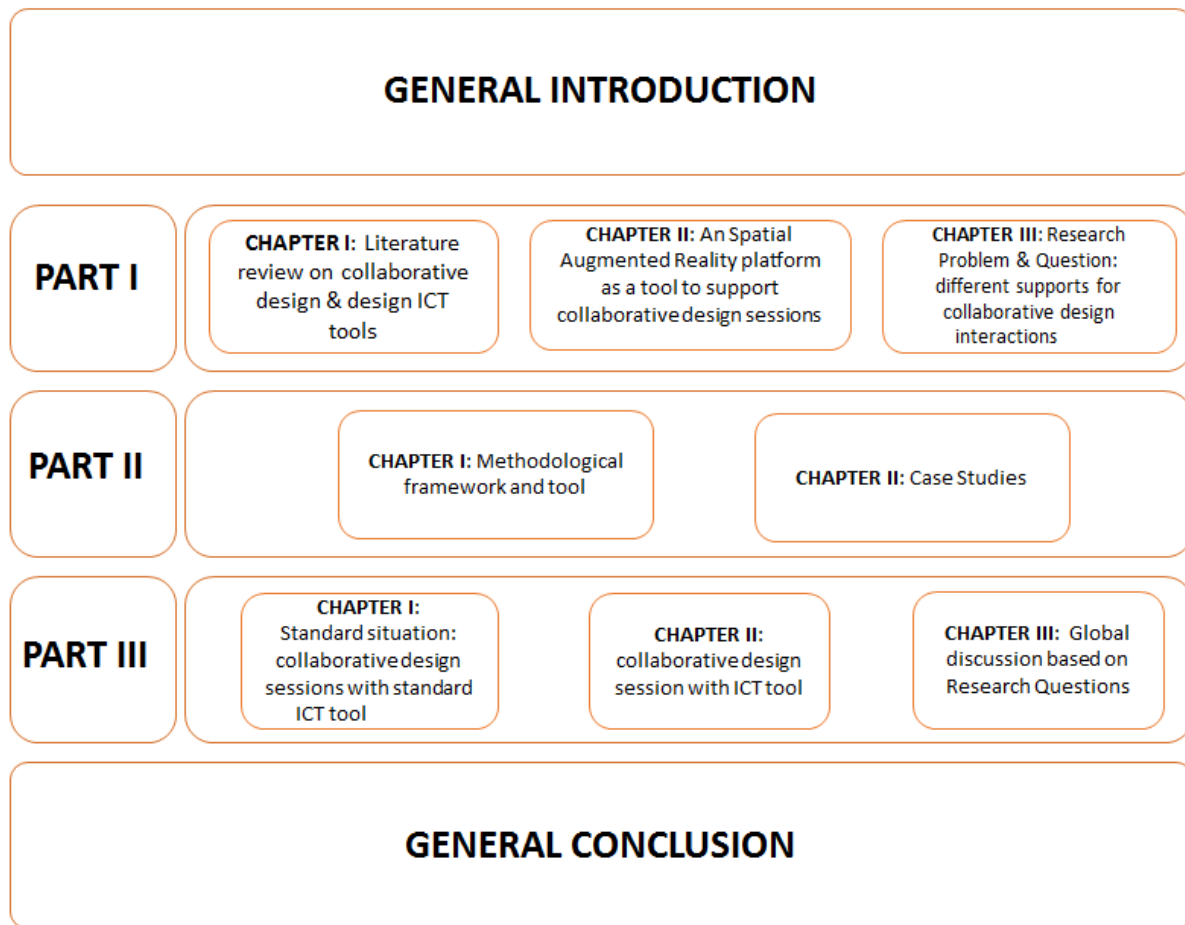 GENERAL INTRODUCTION
PART I
CHAPTER I: Literature
review on collaborative
design & design ICT
tools
CHAPTER II: An Spatial
Augmented Reality platform
as a tool to support
collaborative design sessions
CHAPTER III: Research
Problem & Question:
different supports for
collaborative design
interactions
PART II
CHAPTER I: Methodological
framework and tool
CHAPTER II: Case Studies
PART III
CHAPTER I:
Standard situation:
collaborative design
sessions with standard
ICT tool
CHAPTER II:
collaborative design
session with ICT tool
CHAPTER III: Global
discussion based on
Research Questions
GENERAL CONCLUSION